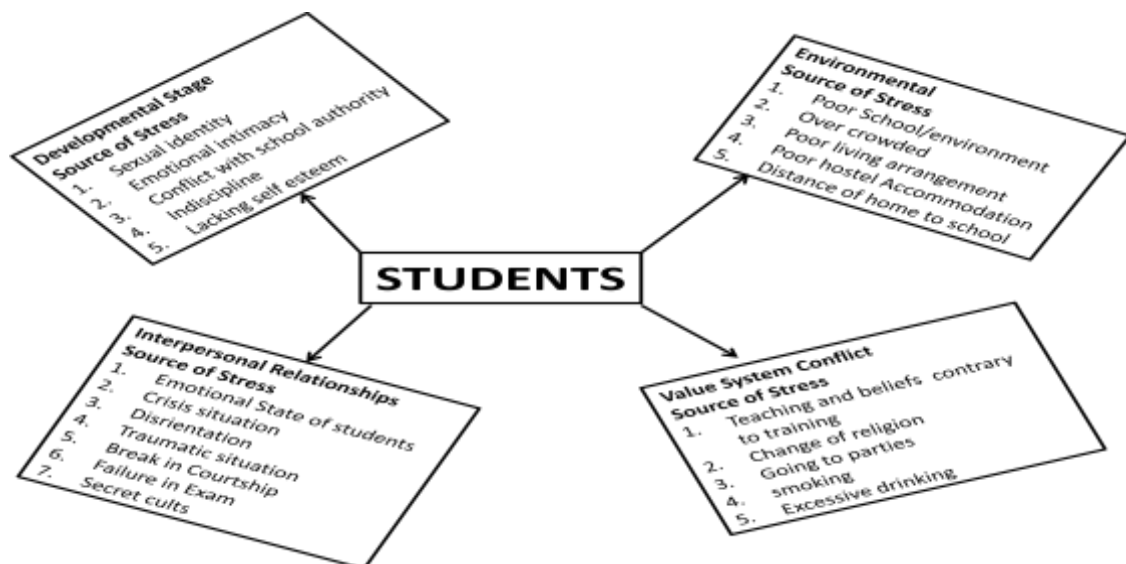 Developmental Stage
Source of Stress
1. Sexual identity
2. Emotional intimacy
3. Conflict with school authority
4. Indiscipline
5. Lacking self esteem
Environmental
Source of Stress
1. Poor School/environment
2. Over crowded
3. Poor living arrangement
4. Poor hostel Accommodation
5. Distance of home to school
STUDENTS
Interpersonal Relationships
Source of Stress
1. Emotional State of students
2. Crisis situation
3. Disrientation
4. Traumatic situation
5. Break in Courtship
6. Failure in Exam
7. Secret cults
Value System Conflict
Source of Stress
1. Teaching and beliefs contrary
to training
2. Change of religion
3. Going to parties
4. smoking
5. Excessive drinking